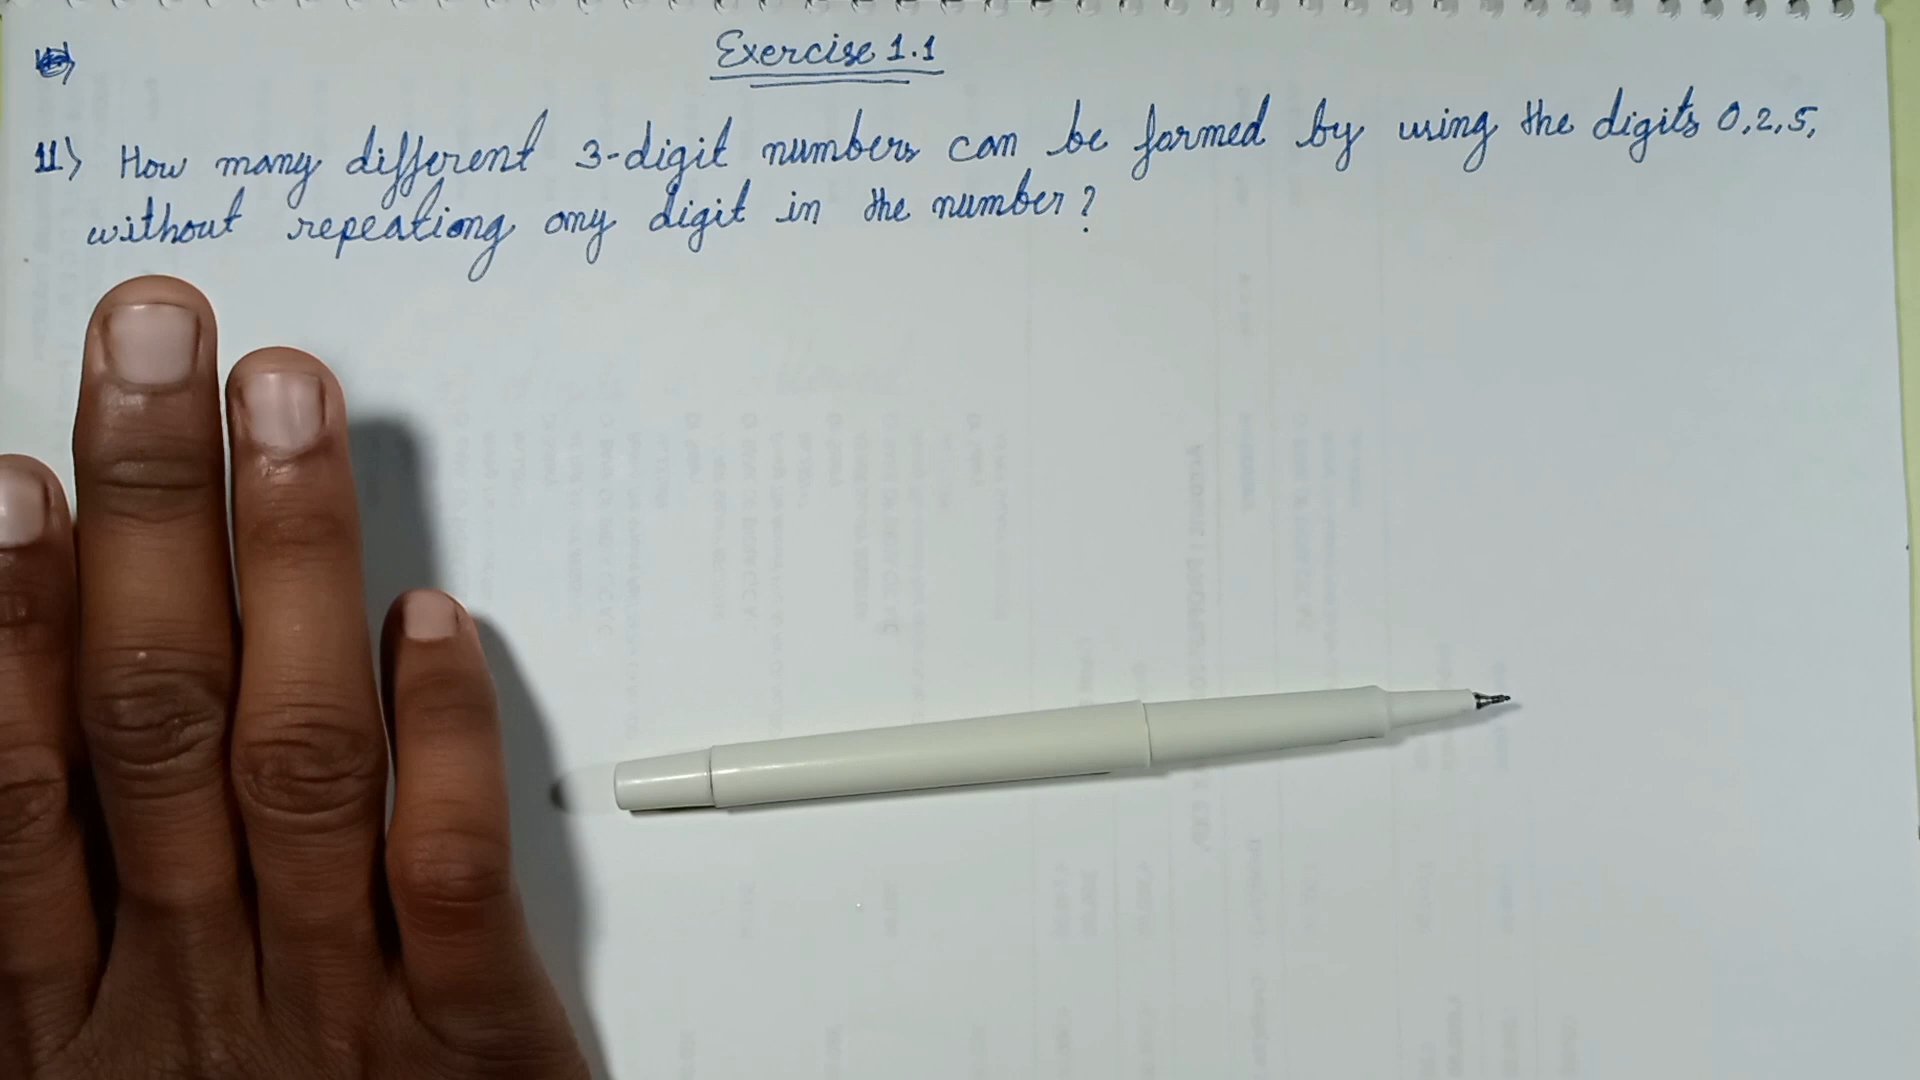 Exercise 1.1
11) How many different 3-digit numbers can be formed by using the digits 0,2,5,
without repeationg any digit in the number?